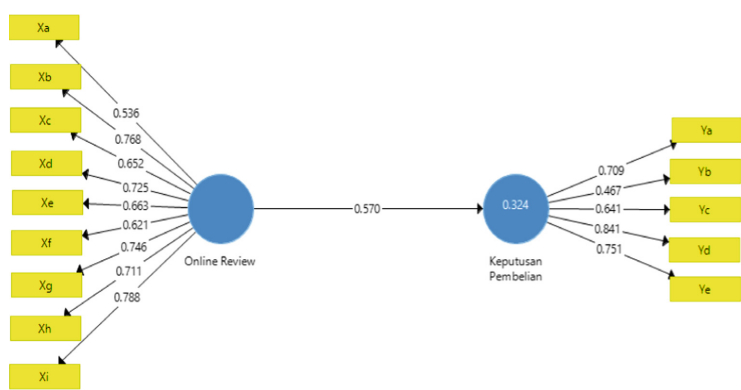 Xa
Xb
Xc
Xd
Xe
Xf
Xg
Xh
Xi
0.536
0.768
0.652
0.725
0.663
0.621
0.746
0.711
0.788
Online Review
0.570
0.324
Keputusan
Pembelian
0.709
0.467
0.641
0.841
0.751
Ya
Yb
Yc
Yd
Ye